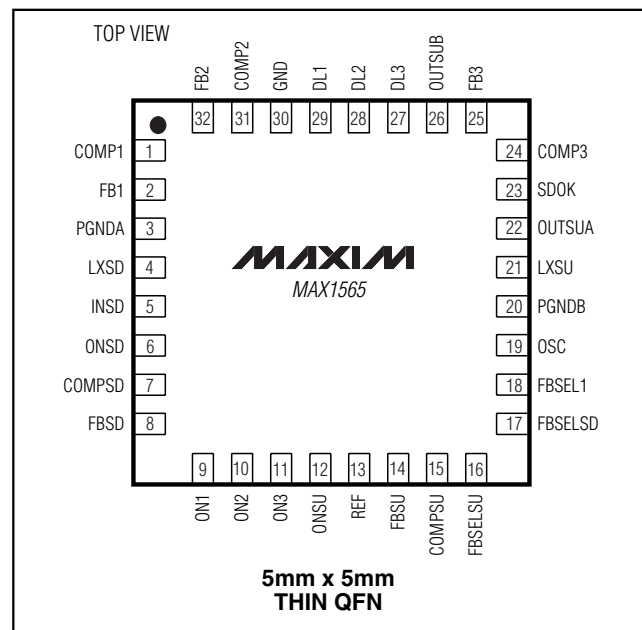 TOP VIEW
FB2
COMP2
GND
DL1
DL2
DL3
OUTSUB
FB3
32 31 30 29 28 27 26 25
COMP1 1
FB1 2
PGNDA 3
LXSD 4
INSD 5
ONSD 6
COMPSD 7
FBSD 8
MAXIM
MAX1565
24 COMP3
23 SDOK
22 OUTSUA
21 LXSU
20 PGNDB
19 OSC
18 FBSEL1
17 FBSELSD
9 10 11 12 13 14 15 16
ON1
ON2
ON3
ONSU
REF
FBSU
COMPSU
FBSELSU
5mm x 5mm
THIN QFN